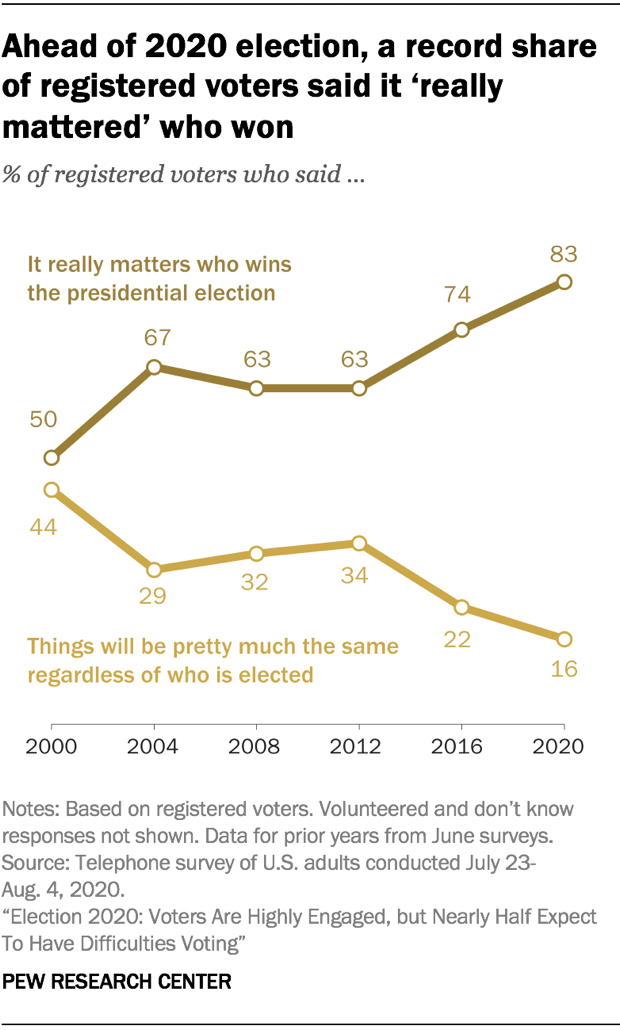 Ahead of 2020 election, a record share
of registered voters said it ‘really
mattered’ who won
% of registered voters who said ...
It really matters who wins
the presidential election
50
67
63
63
74
83
44
29
32
34
22
16
Things will be pretty much the same
regardless of who is elected
2000 2004 2008 2012 2016 2020
Notes: Based on registered voters. Volunteered and don’t know
responses not shown. Data for prior years from June surveys.
Source: Telephone survey of U.S. adults conducted July 23-
Aug. 4, 2020.
“Election 2020: Voters Are Highly Engaged, but Nearly Half Expect
To Have Difficulties Voting”
PEW RESEARCH CENTER